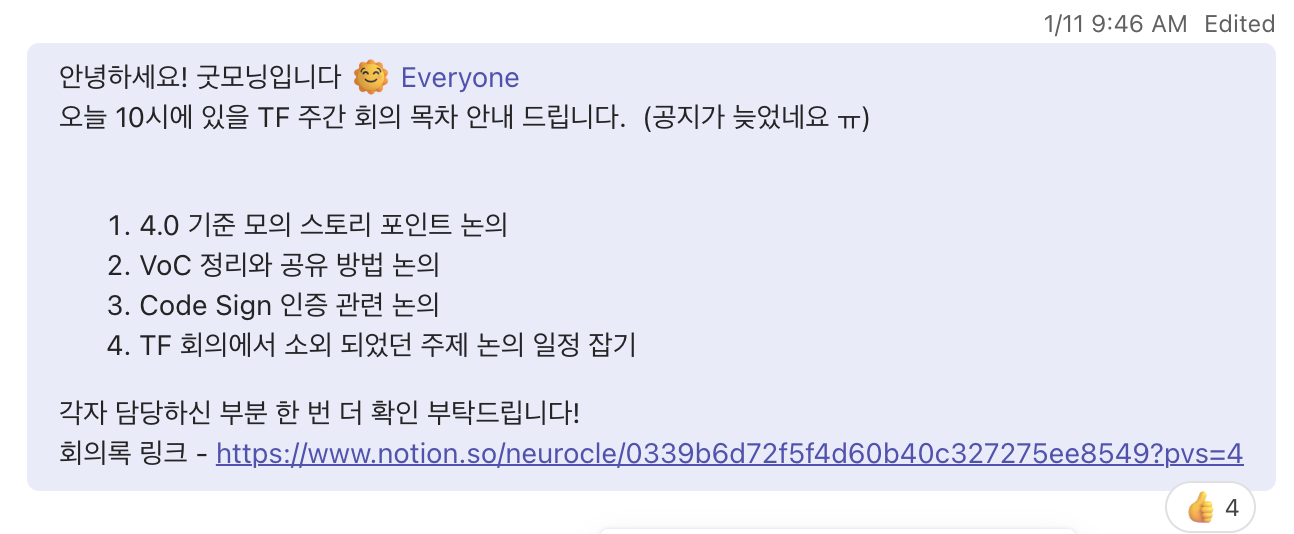 1/11 9:46 AM Edited
안녕하세요! 굿모닝입니다 🌞 Everyone
오늘 10시에 있을 TF 주간 회의 목차 안내 드립니다. (공지가 늦었네요 ㅠ)
1. 4.0 기준 모의 스토리 포인트 논의
2. VoC 정리와 공유 방법 논의
3. Code Sign 인증 관련 논의
4. TF 회의에서 소외 되었던 주제 논의 일정 잡기
각자 담당하신 부분 한 번 더 확인 부탁드립니다!
회의록 링크 - https://www.notion.so/neurocle/0339b6d72f5f4d60b40c327275ee8549?pvs=4
👍 4